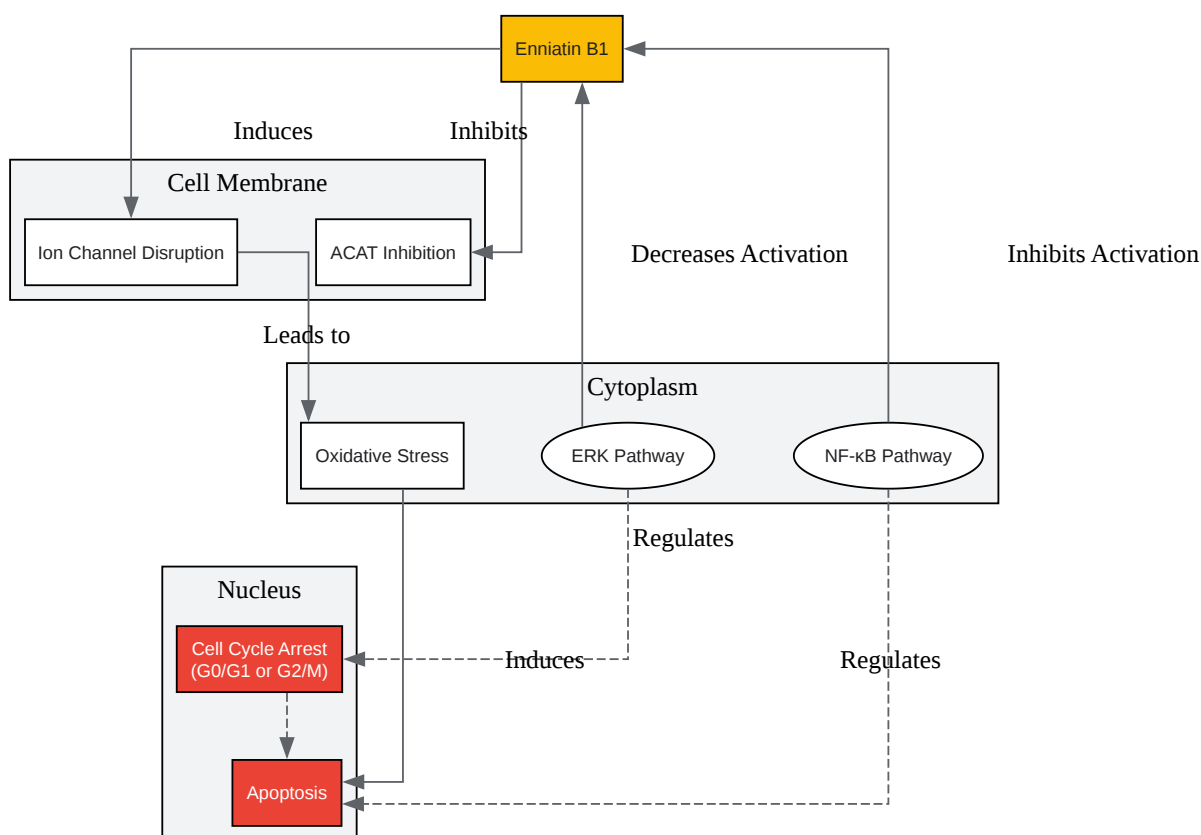 Enniatin B1
Induces
Inhibits
Cell Membrane
Ion Channel Disruption
ACAT Inhibition
Decreases Activation
Inhibits Activation
Leads to
Cytoplasm
Oxidative Stress
ERK Pathway
NF-κB Pathway
Regulates
Nucleus
Cell Cycle Arrest
(G0/G1 or G2/M)
Induces
Regulates
Apoptosis